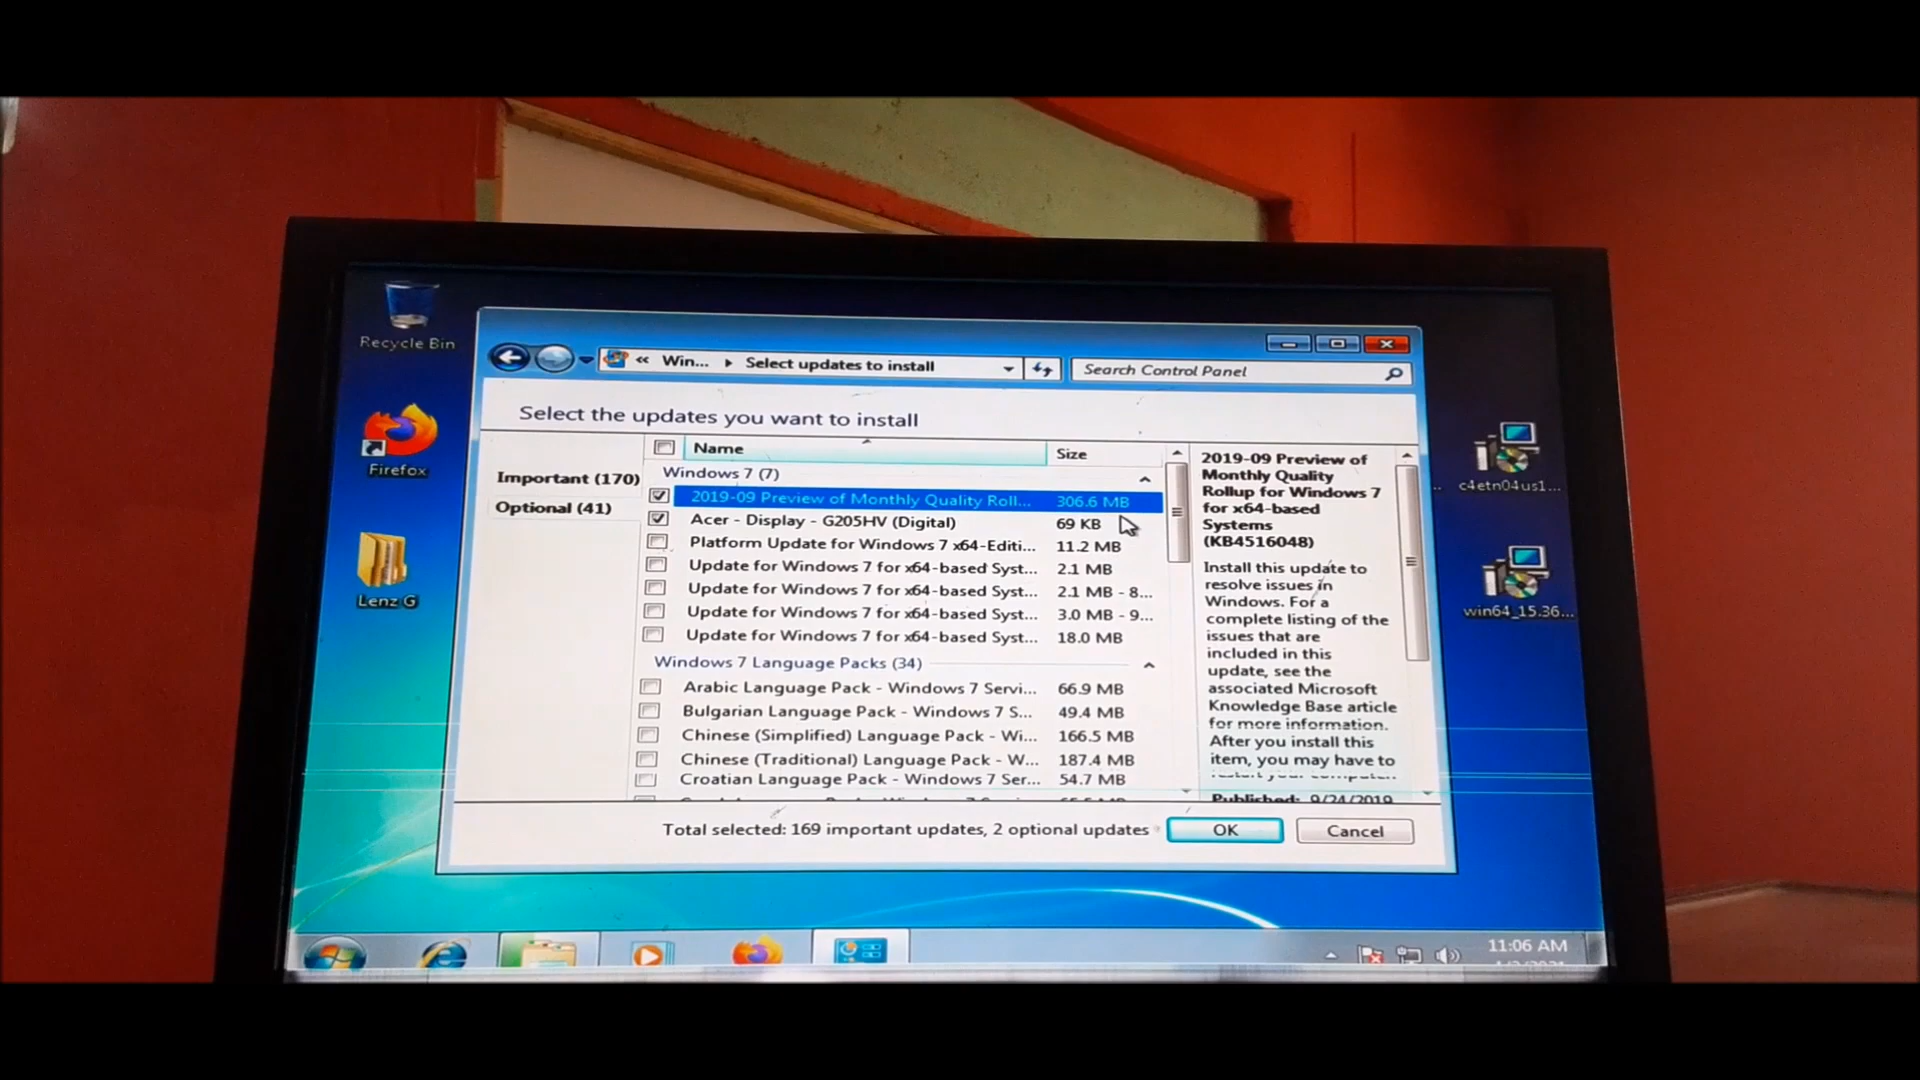 Recycle Bin
Firefox
Lenz G
« Win... ▸ Select updates to install
Search Control Panel
Select the updates you want to install
Important (170)
Optional (41)
Name Size
Windows 7 (7)
2019-09 Preview of Monthly Quality Roll... 306.6 MB
Acer - Display - G205HV (Digital) 69 KB
Platform Update for Windows 7 x64-Editi... 11.2 MB
Update for Windows 7 for x64-based Syst... 2.1 MB
Update for Windows 7 for x64-based Syst... 2.1 MB - 8...
Update for Windows 7 for x64-based Syst... 3.0 MB - 9...
Update for Windows 7 for x64-based Syst... 18.0 MB
Windows 7 Language Packs (34)
Arabic Language Pack - Windows 7 Servi... 66.9 MB
Bulgarian Language Pack - Windows 7 S... 49.4 MB
Chinese (Simplified) Language Pack - Wi... 166.5 MB
Chinese (Traditional) Language Pack - W... 187.4 MB
Croatian Language Pack - Windows 7 Ser... 54.7 MB
2019-09 Preview of
Monthly Quality
Rollup for Windows 7
for x64-based
Systems
(KB4516048)
Install this update to
resolve issues in
Windows. For a
complete listing of the
issues that are
included in this
update, see the
associated Microsoft
Knowledge Base article
for more information.
After you install this
item, you may have to
restart your computer.
Published: 9/24/2019
Total selected: 169 important updates, 2 optional updates
OK
Cancel
c4etn04us1...
win64_15.36...
11:06 AM